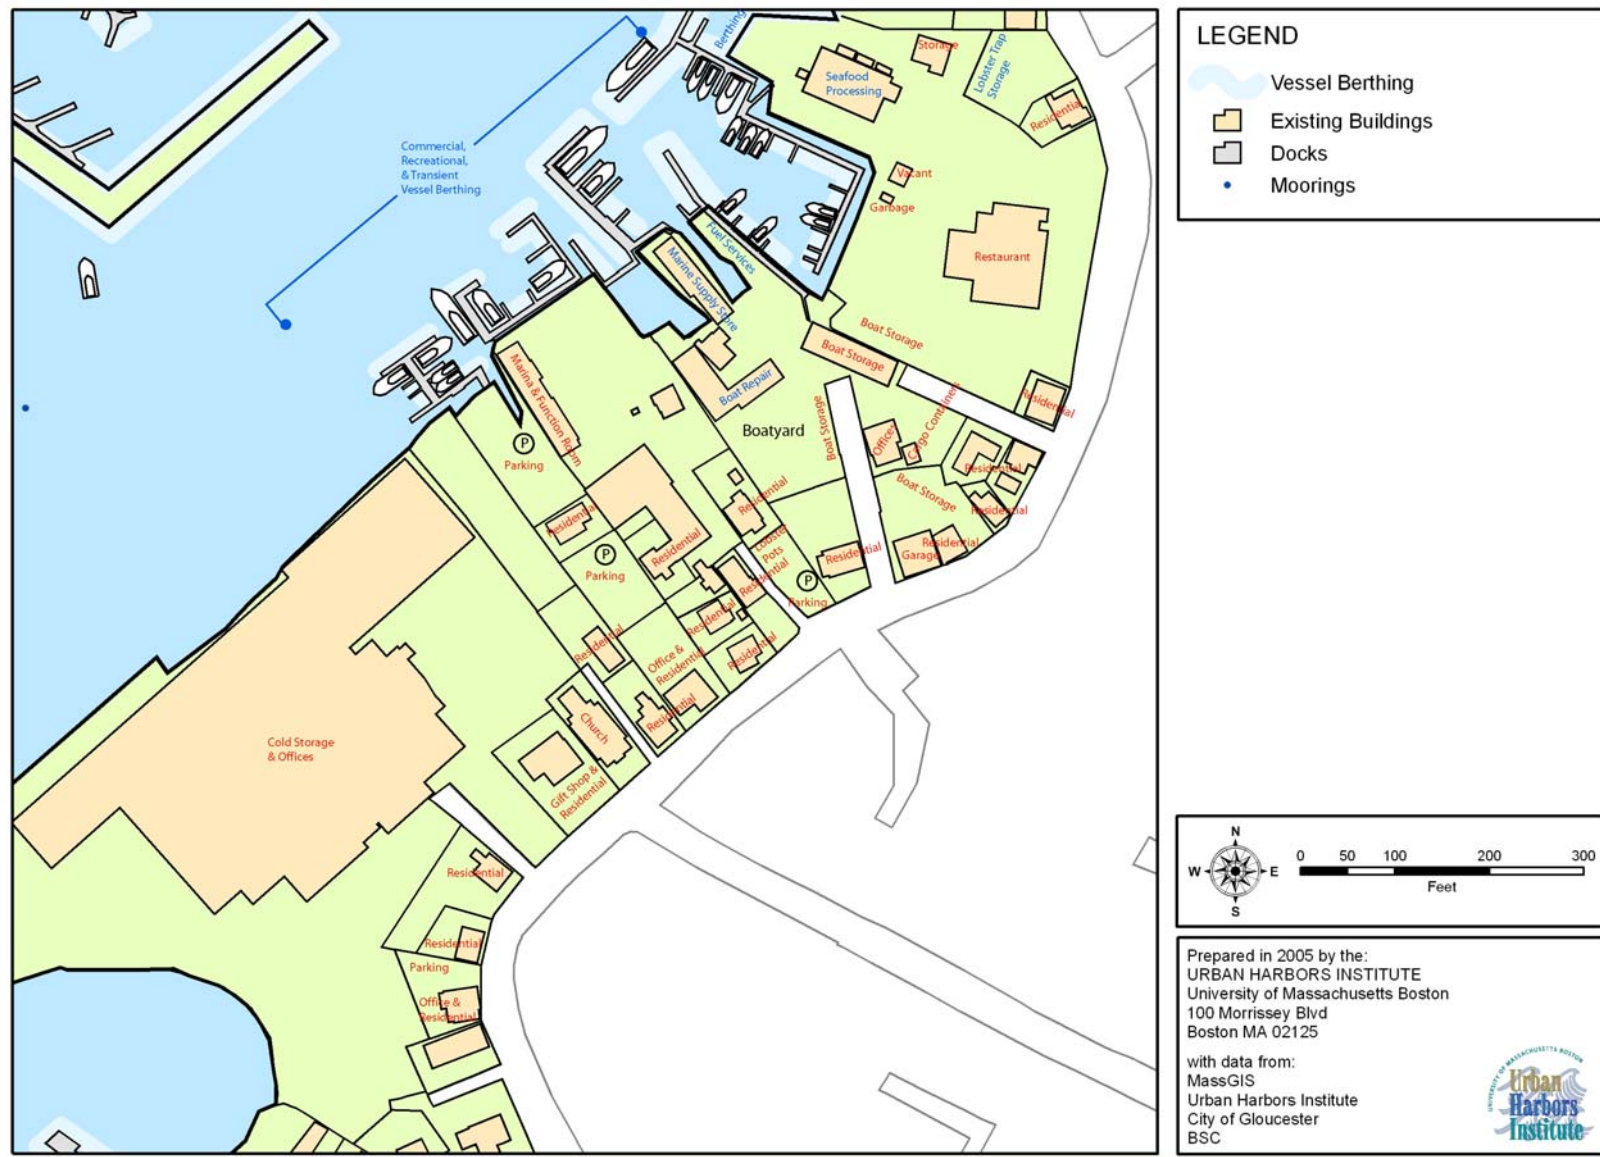 Berthing
Storage
Lobster Trap
Storage
Seafood
Processing
Residential
Commercial,
Recreational,
& Transient
Vessel Berthing
Vacant
Garbage
Fuel Services
Restaurant
Marine Supply Store
Boat Storage
Boat Storage
Marina & Function Room
Boat Repair
Residential
Boat Storage
Cargo Containers
Boatyard
Offices
P
Parking
Residential
Boat Storage
Residential
Residential
Residential
Lobster
Pots
Residential
Garage
Residential
P
Parking
Residential
Residential
P
Parking
Residential
Residential
Office &
Residential
Residential
Residential
Church
Cold Storage
& Offices
Gift Shop &
Residential
Residential
Residential
Parking
Office &
Residential
LEGEND
Vessel Berthing
Existing Buildings
Docks
Moorings
N
W
E
S
0 50 100 200 300
Feet
Prepared in 2005 by the:
URBAN HARBORS INSTITUTE
University of Massachusetts Boston
100 Morrissey Blvd
Boston MA 02125
with data from:
MassGIS
Urban Harbors Institute
City of Gloucester
BSC
UNIVERSITY OF MASSACHUSETTS BOSTON
Urban
Harbors
Institute